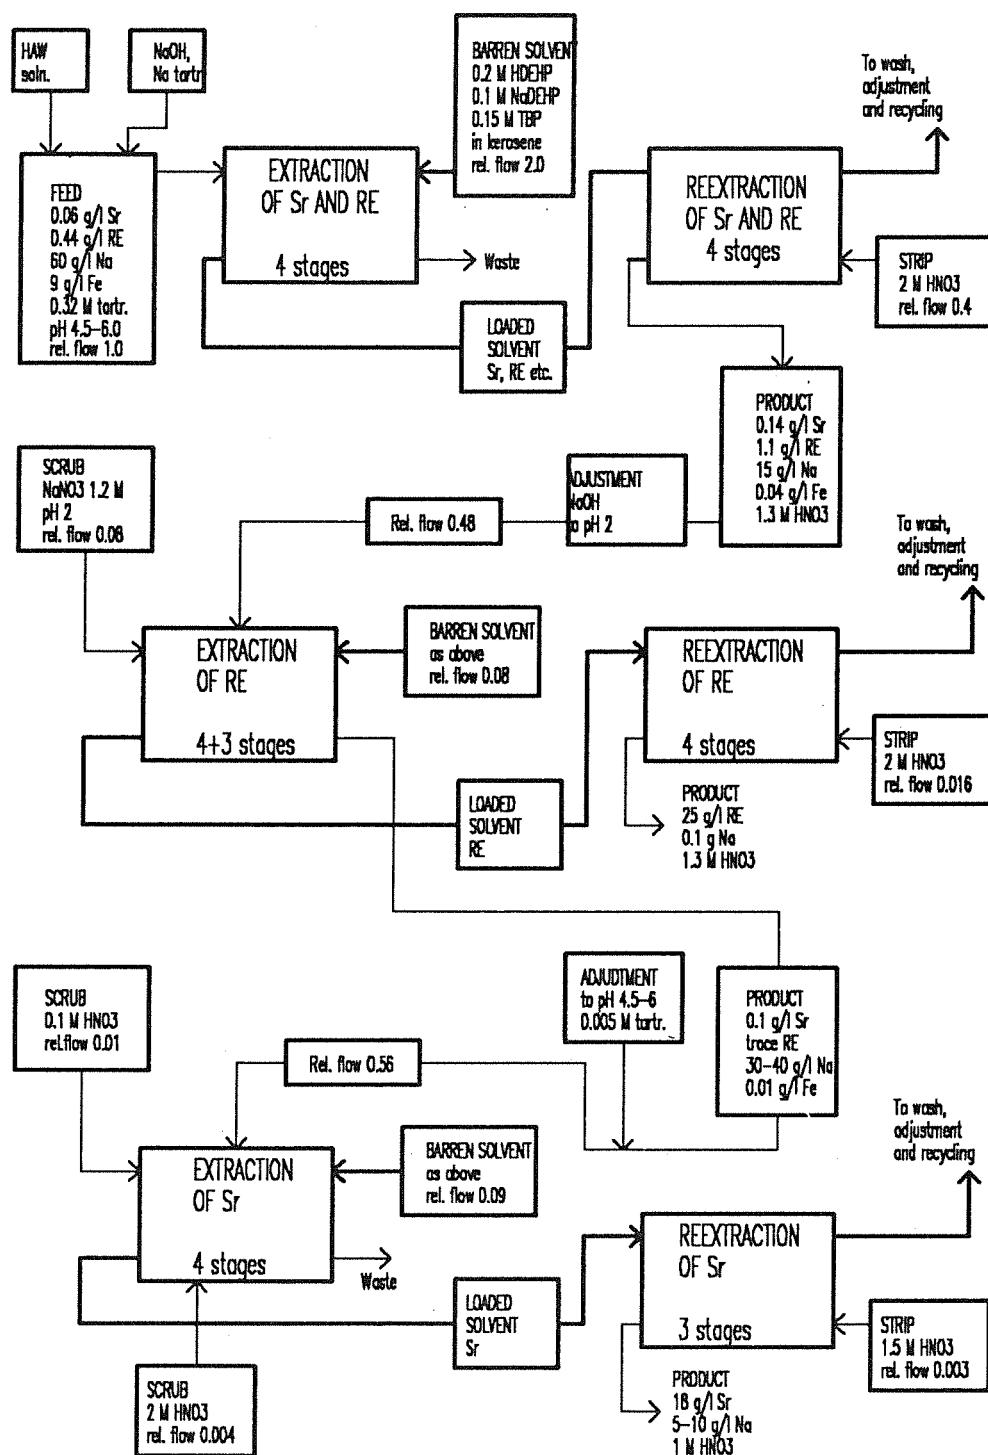 HAW
soln.
NaOH,
Na tartr.
BARREN SOLVENT
0.2 M HDEHP
0.1 M NaDEHP
0.15 M TBP
in kerosene
rel. flow 2.0
To wash,
adjustment
and recycling
FEED
0.06 g/l Sr
0.44 g/l RE
60 g/l Na
9 g/l Fe
0.32 M tartr.
pH 4.5-6.0
rel. flow 1.0
EXTRACTION
OF Sr AND RE
4 stages
Waste
REEXTRACTION
OF Sr AND RE
4 stages
STRIP
2 M HNO3
rel. flow 0.4
LOADED
SOLVENT
Sr, RE etc.
PRODUCT
0.14 g/l Sr
1.1 g/l RE
15 g/l Na
0.04 g/l Fe
1.3 M HNO3
SCRUB
NaNO3 1.2 M
pH 2
rel. flow 0.08
Rel. flow 0.48
ADJUSTMENT
NaOH
to pH 2
To wash,
adjustment
and recycling
EXTRACTION
OF RE
4+3 stages
BARREN SOLVENT
as above
rel. flow 0.08
REEXTRACTION
OF RE
4 stages
STRIP
2 M HNO3
rel. flow 0.016
LOADED
SOLVENT
RE
PRODUCT
25 g/l RE
0.1 g Na
1.3 M HNO3
SCRUB
0.1 M HNO3
rel.flow 0.01
Rel. flow 0.56
ADJUDTMENT
to pH 4.5-6
0.005 M tartr.
PRODUCT
0.1 g/l Sr
trace RE
30-40 g/l Na
0.01 g/l Fe
To wash,
adjustment
and recycling
EXTRACTION
OF Sr
4 stages
BARREN SOLVENT
as above
rel. flow 0.09
Waste
REEXTRACTION
OF Sr
3 stages
LOADED
SOLVENT
Sr
STRIP
1.5 M HNO3
rel. flow 0.003
SCRUB
2 M HNO3
rel. flow 0.004
PRODUCT
18 g/l Sr
5-10 g/l Na
1 M HNO3